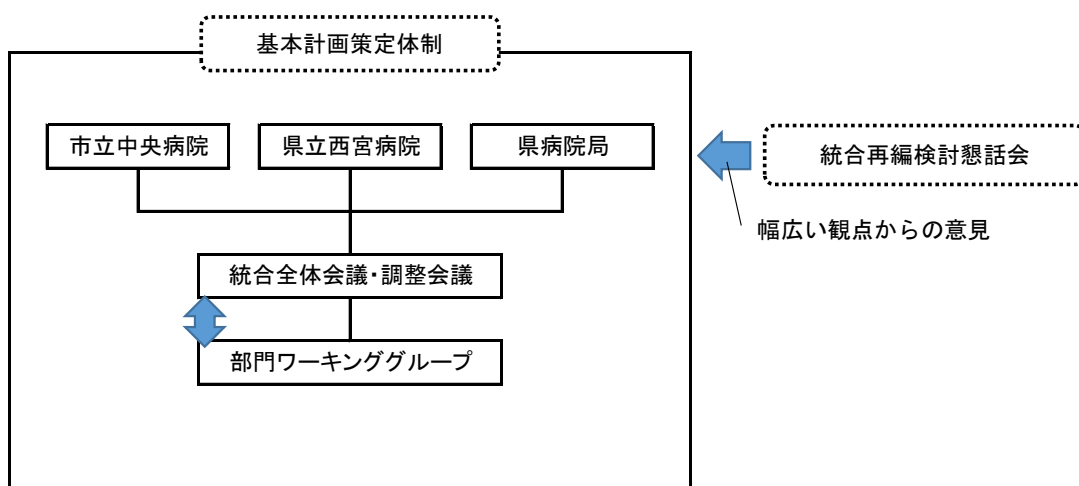 基本計画策定体制
市立中央病院
県立西宮病院
県病院局
統合再編検討懇話会
幅広い観点からの意見
統合全体会議・調整会議
部門ワーキンググループ